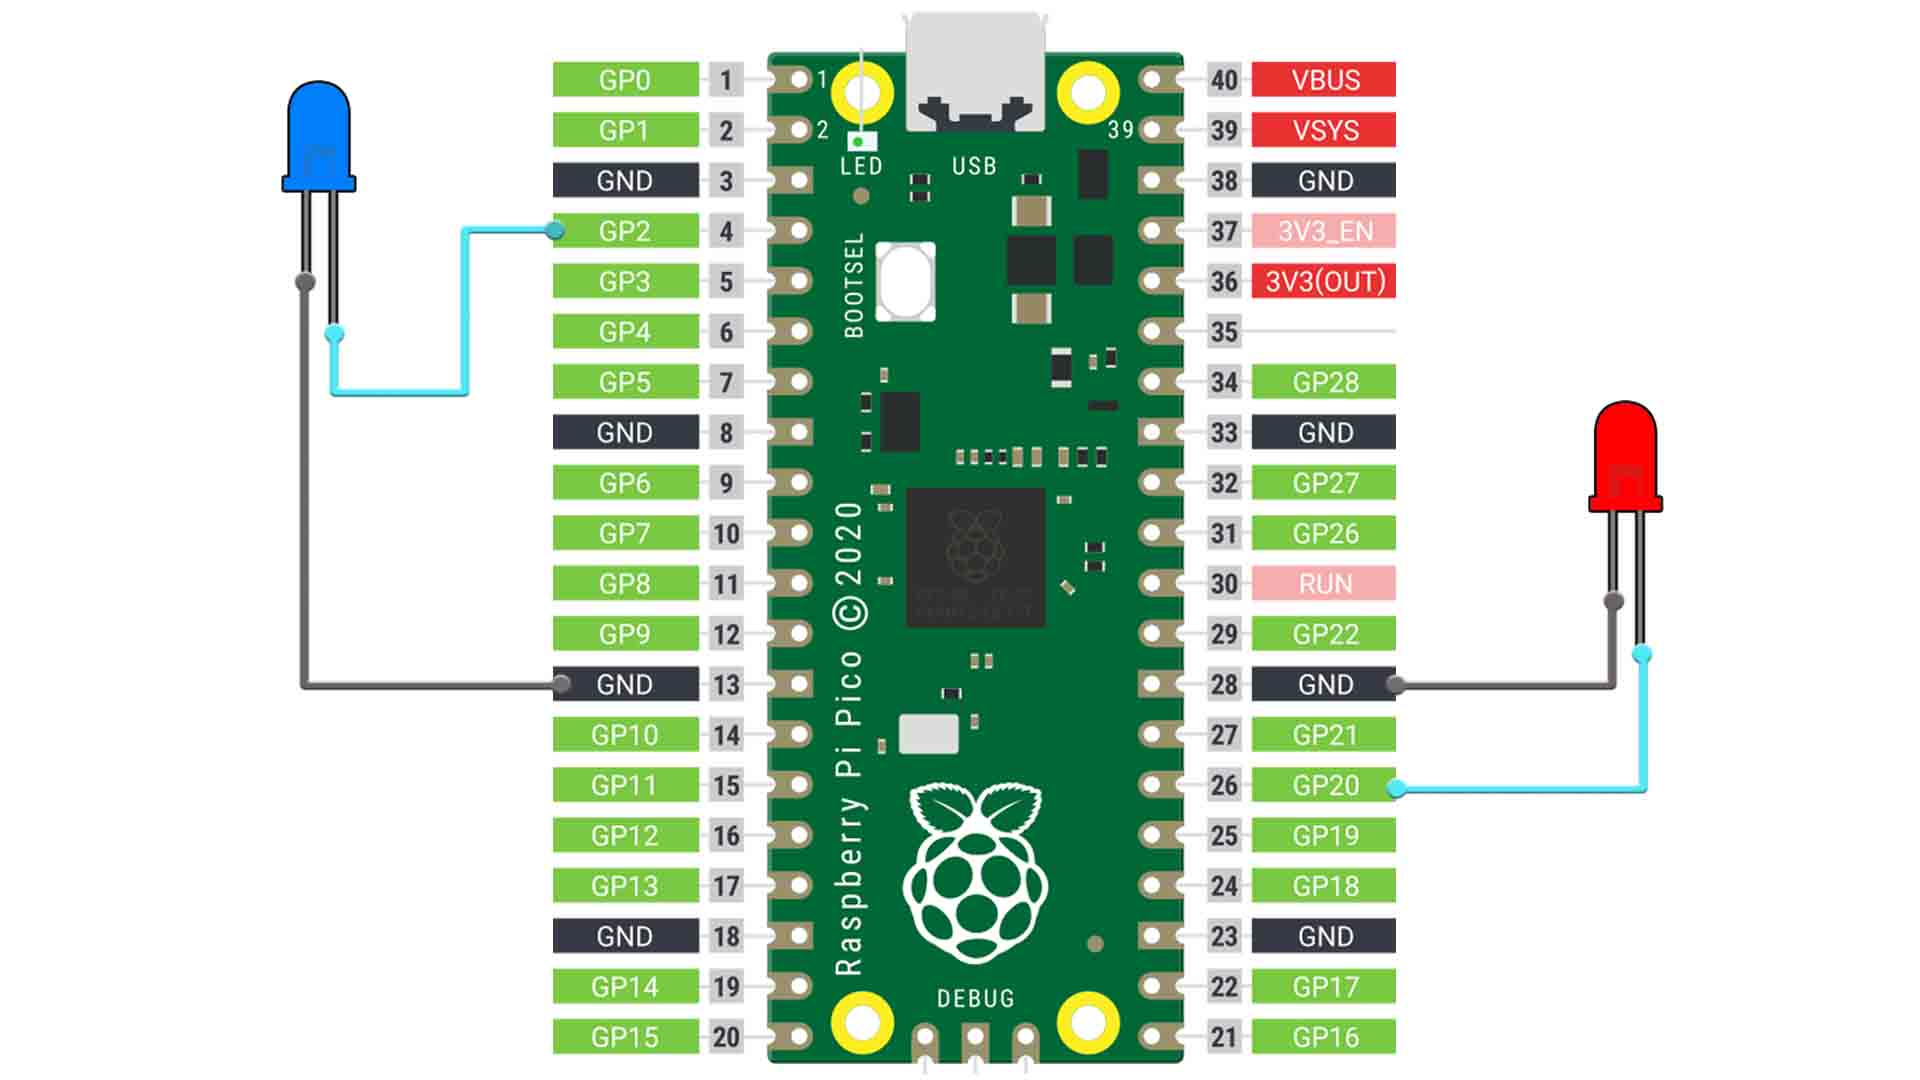 GP0 1
GP1 2
GND 3
GP2 4
GP3 5
GP4 6
GP5 7
GND 8
GP6 9
GP7 10
GP8 11
GP9 12
GND 13
GP10 14
GP11 15
GP12 16
GP13 17
GND 18
GP14 19
GP15 20
1
2
39
LED
USB
BOOTSEL
Raspberry Pi Pico ©2020
DEBUG
40 VBUS
39 VSYS
38 GND
37 3V3_EN
36 3V3(OUT)
35
34 GP28
33 GND
32 GP27
31 GP26
30 RUN
29 GP22
28 GND
27 GP21
26 GP20
25 GP19
24 GP18
23 GND
22 GP17
21 GP16